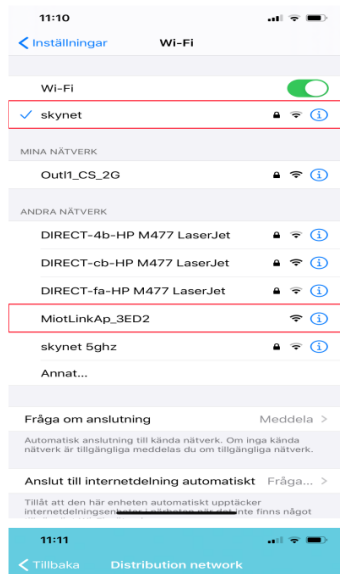 11:10
Inställningar Wi-Fi
Wi-Fi
skynet
MINA NÄTVERK
Outl1_CS_2G
ANDRA NÄTVERK
DIRECT-4b-HP M477 LaserJet
DIRECT-cb-HP M477 LaserJet
DIRECT-fa-HP M477 LaserJet
MiotLinkAp_3ED2
skynet 5ghz
Annat...
Fråga om anslutning Meddela >
Automatisk anslutning till kända nätverk. Om inga kända
nätverk är tillgängliga meddelas du om tillgängliga nätverk.
Anslut till internetdelning automatiskt Fråga... >
Tillåt att den här enheten automatiskt upptäcker
inte finns något
11:11
Tillbaka Distribution network